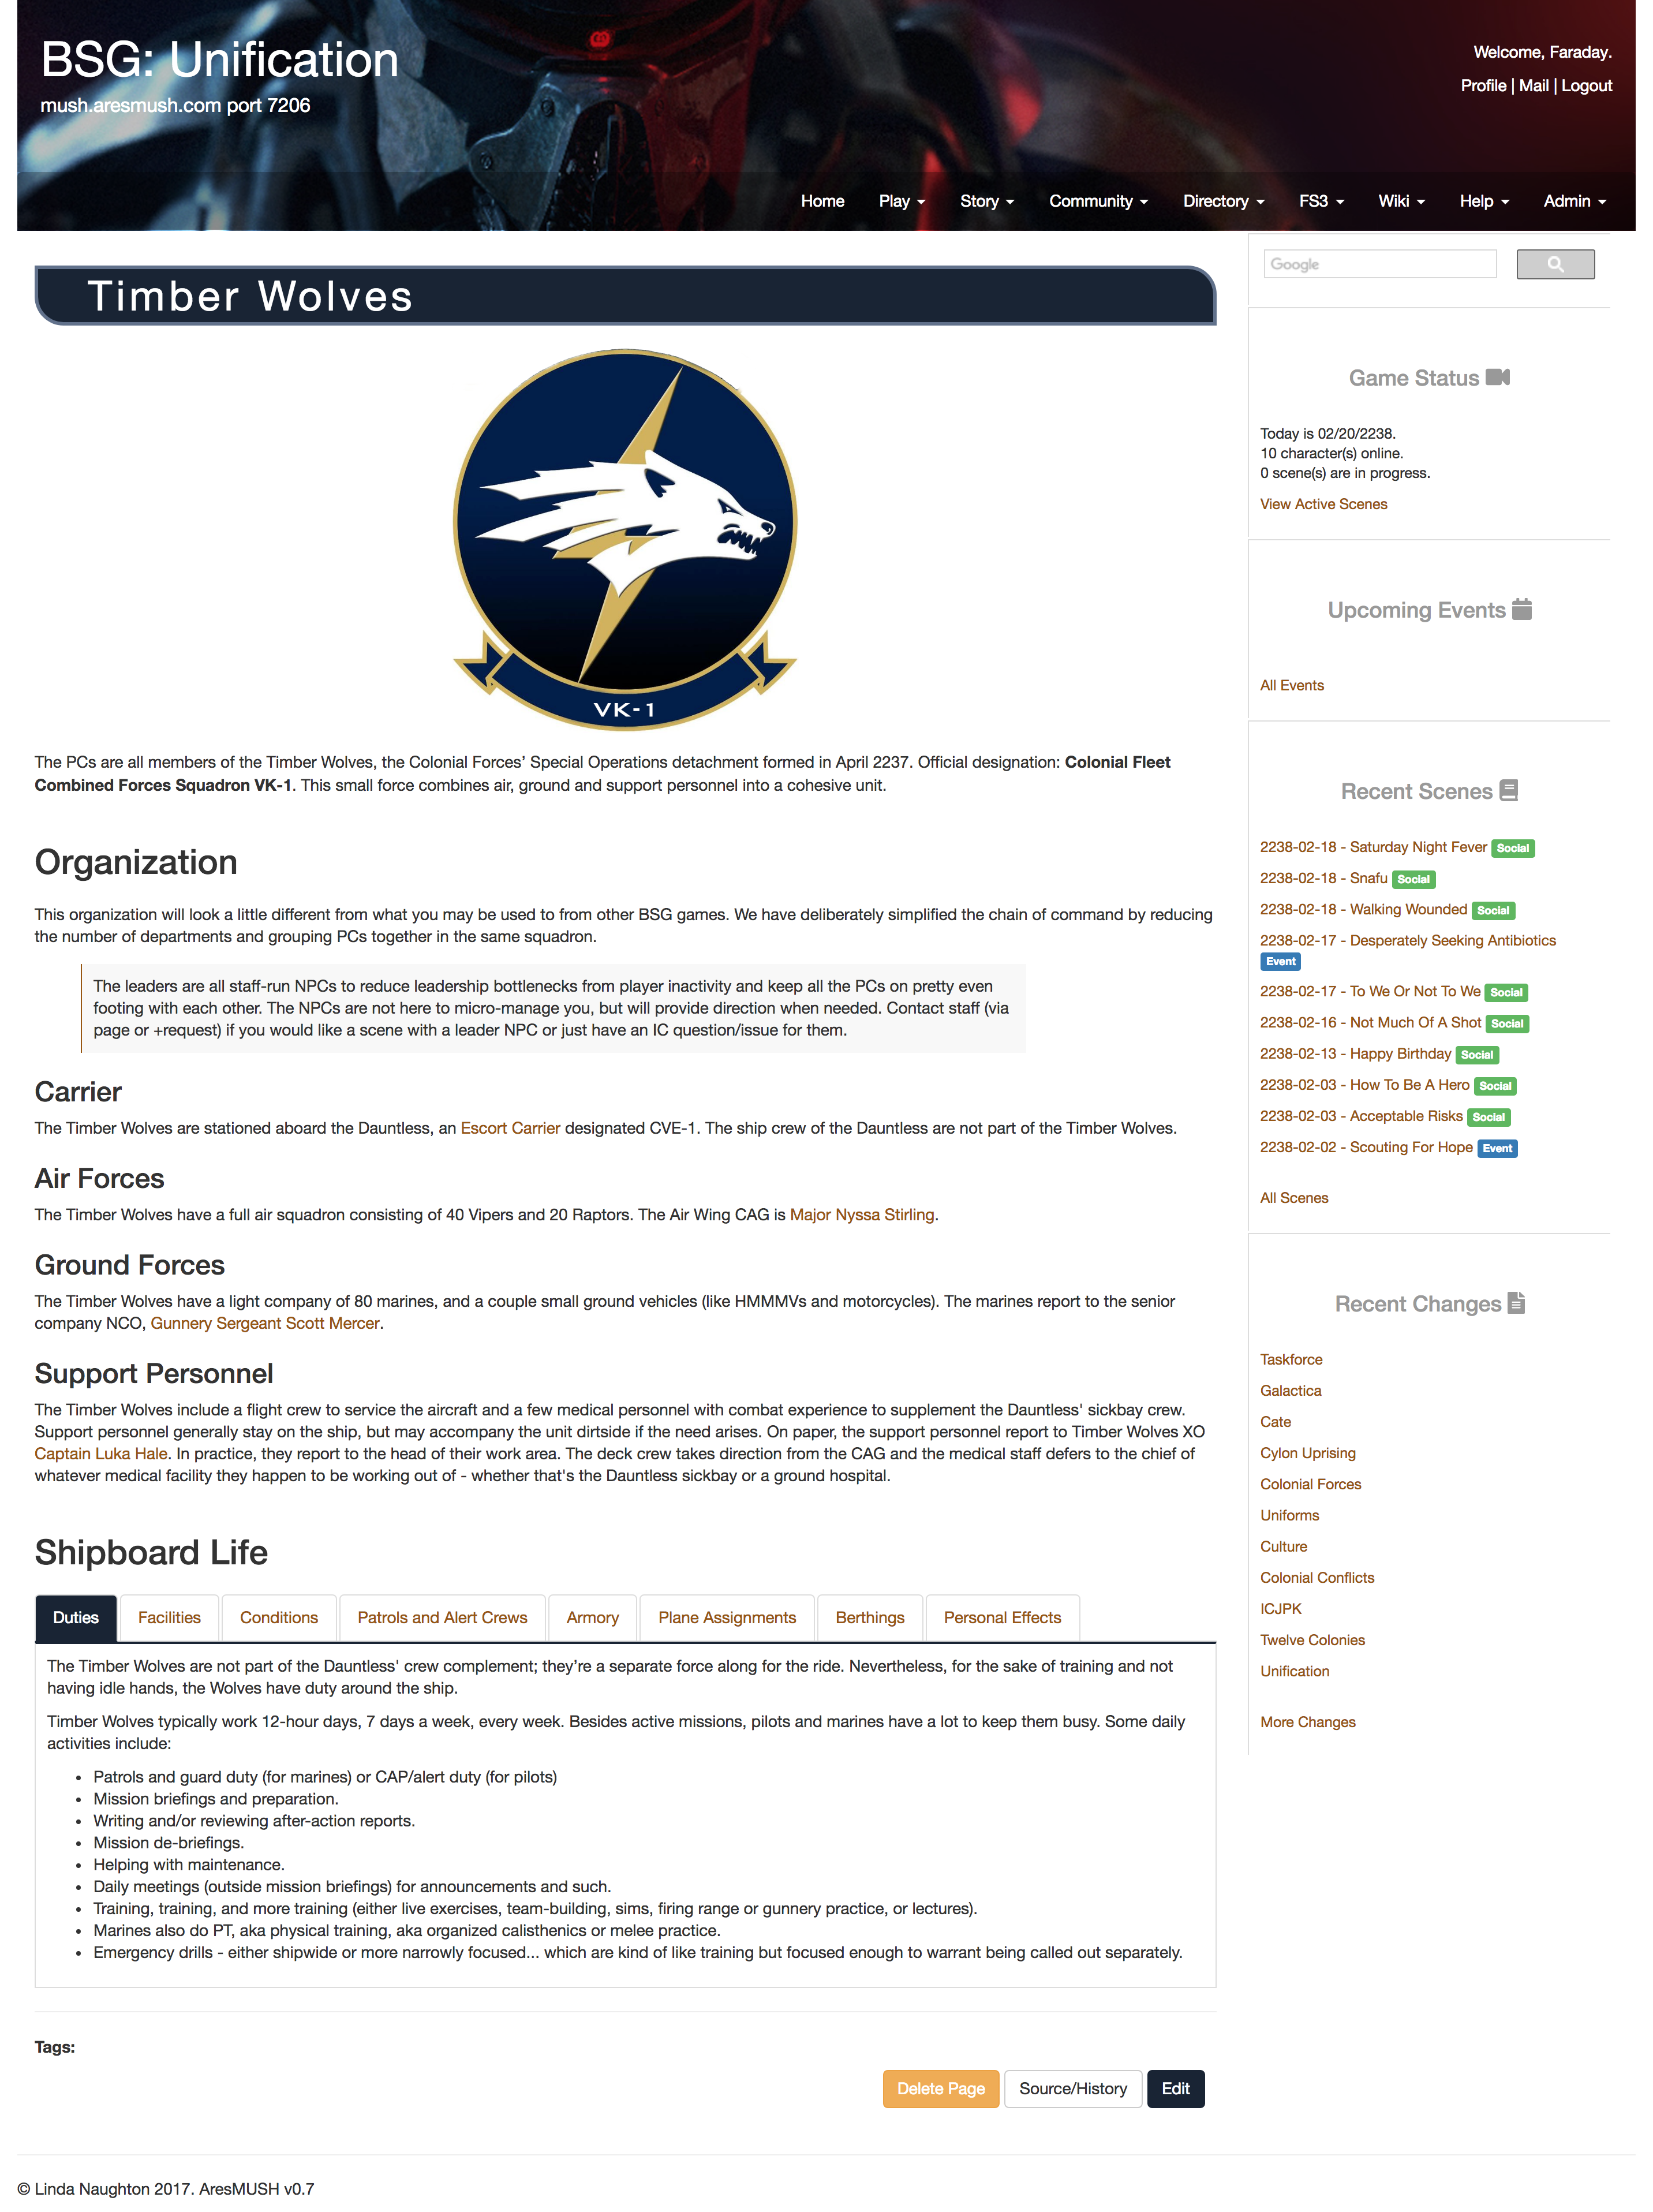 BSG: Unification
mush.aresmush.com port 7206
Welcome, Faraday.
Profile | Mail | Logout
Home Play Story Community Directory FS3 Wiki Help Admin
Timber Wolves
VK-1
The PCs are all members of the Timber Wolves, the Colonial Forces’ Special Operations detachment formed in April 2237. Official designation: Colonial Fleet
Combined Forces Squadron VK-1. This small force combines air, ground and support personnel into a cohesive unit.
Organization
This organization will look a little different from what you may be used to from other BSG games. We have deliberately simplified the chain of command by reducing
the number of departments and grouping PCs together in the same squadron.
The leaders are all staff-run NPCs to reduce leadership bottlenecks from player inactivity and keep all the PCs on pretty even
footing with each other. The NPCs are not here to micro-manage you, but will provide direction when needed. Contact staff (via
page or +request) if you would like a scene with a leader NPC or just have an IC question/issue for them.
Carrier
The Timber Wolves are stationed aboard the Dauntless, an Escort Carrier designated CVE-1. The ship crew of the Dauntless are not part of the Timber Wolves.
Air Forces
The Timber Wolves have a full air squadron consisting of 40 Vipers and 20 Raptors. The Air Wing CAG is Major Nyssa Stirling.
Ground Forces
The Timber Wolves have a light company of 80 marines, and a couple small ground vehicles (like HMMMVs and motorcycles). The marines report to the senior
company NCO, Gunnery Sergeant Scott Mercer.
Support Personnel
The Timber Wolves include a flight crew to service the aircraft and a few medical personnel with combat experience to supplement the Dauntless' sickbay crew.
Support personnel generally stay on the ship, but may accompany the unit dirtside if the need arises. On paper, the support personnel report to Timber Wolves XO
Captain Luka Hale. In practice, they report to the head of their work area. The deck crew takes direction from the CAG and the medical staff defers to the chief of
whatever medical facility they happen to be working out of - whether that's the Dauntless sickbay or a ground hospital.
Shipboard Life
Duties Facilities Conditions Patrols and Alert Crews Armory Plane Assignments Berthings Personal Effects
The Timber Wolves are not part of the Dauntless' crew complement; they’re a separate force along for the ride. Nevertheless, for the sake of training and not
having idle hands, the Wolves have duty around the ship.
Timber Wolves typically work 12-hour days, 7 days a week, every week. Besides active missions, pilots and marines have a lot to keep them busy. Some daily
activities include:
• Patrols and guard duty (for marines) or CAP/alert duty (for pilots)
• Mission briefings and preparation.
• Writing and/or reviewing after-action reports.
• Mission de-briefings.
• Helping with maintenance.
• Daily meetings (outside mission briefings) for announcements and such.
• Training, training, and more training (either live exercises, team-building, sims, firing range or gunnery practice, or lectures).
• Marines also do PT, aka physical training, aka organized calisthenics or melee practice.
• Emergency drills - either shipwide or more narrowly focused... which are kind of like training but focused enough to warrant being called out separately.
Tags:
Delete Page Source/History Edit
Google
Game Status
Today is 02/20/2238.
10 character(s) online.
0 scene(s) are in progress.
View Active Scenes
Upcoming Events
All Events
Recent Scenes
2238-02-18 - Saturday Night Fever Social
2238-02-18 - Snafu Social
2238-02-18 - Walking Wounded Social
2238-02-17 - Desperately Seeking Antibiotics
Event
2238-02-17 - To We Or Not To We Social
2238-02-16 - Not Much Of A Shot Social
2238-02-13 - Happy Birthday Social
2238-02-03 - How To Be A Hero Social
2238-02-03 - Acceptable Risks Social
2238-02-02 - Scouting For Hope Event
All Scenes
Recent Changes
Taskforce
Galactica
Cate
Cylon Uprising
Colonial Forces
Uniforms
Culture
Colonial Conflicts
ICJPK
Twelve Colonies
Unification
More Changes
© Linda Naughton 2017. AresMUSH v0.7